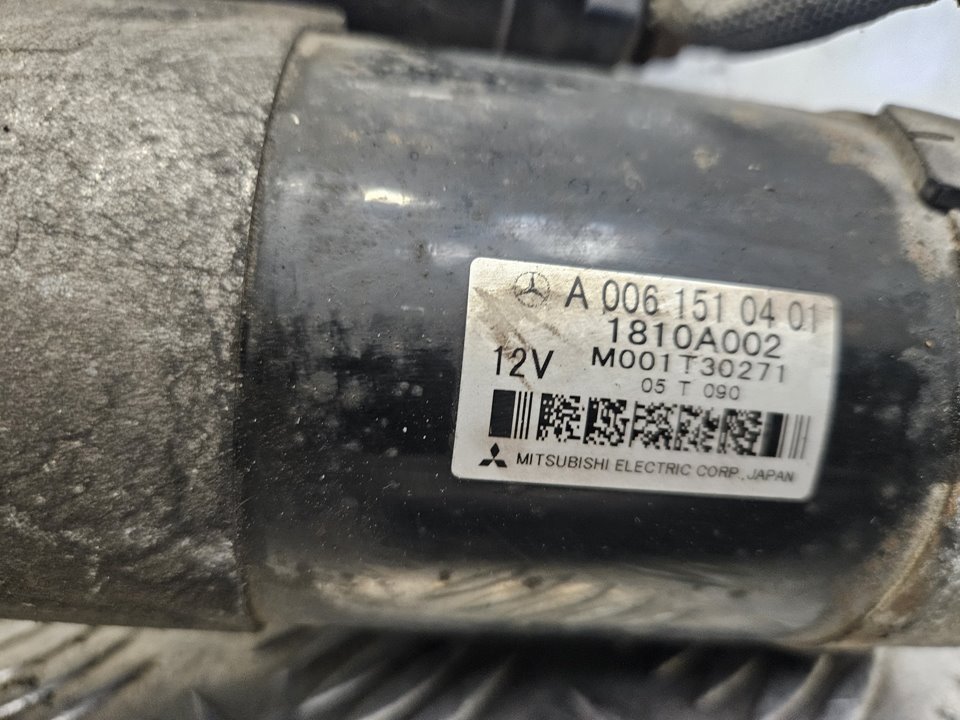 A 006 151 04 01
1810A002
12V M001T30271
05 T 090
MITSUBISHI ELECTRIC CORP., JAPAN